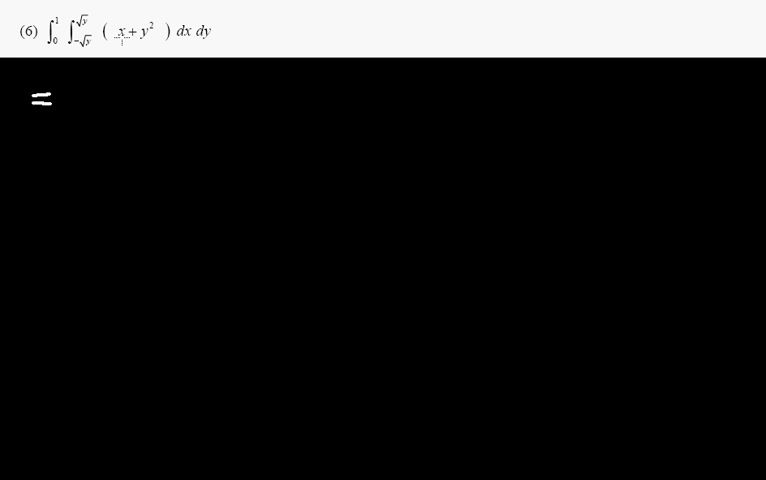 (6) ∫₀¹ ∫_{-√y}^{√y} ( x + y² ) dx dy
=